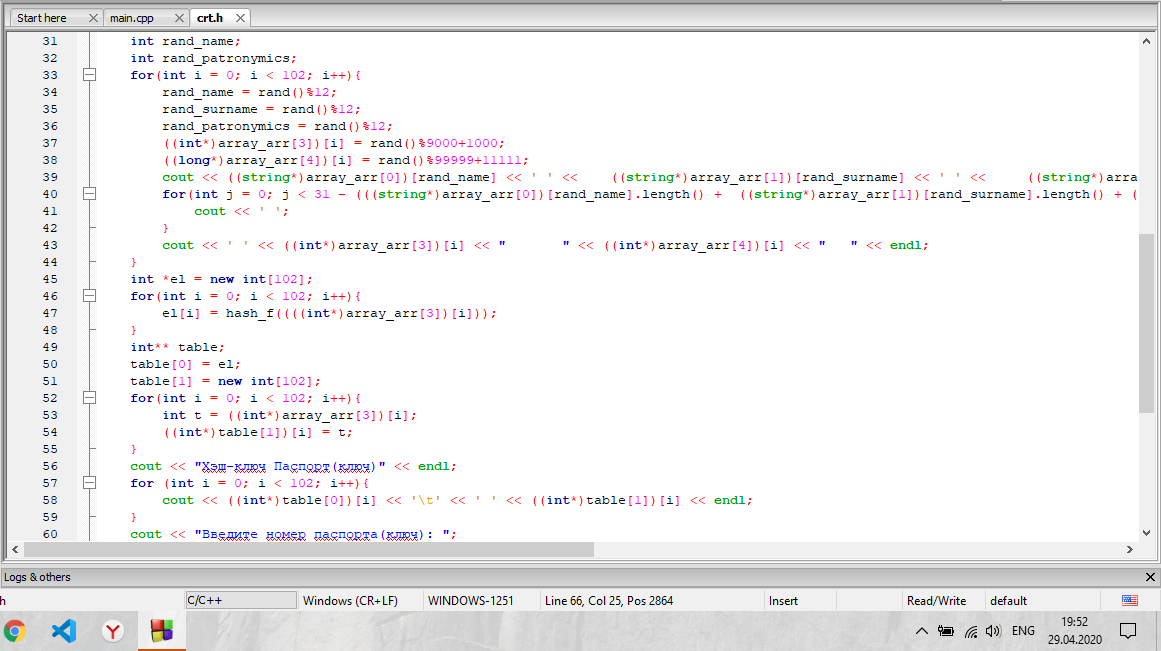 Start here main.cpp crt.h
31 int rand_name;
32 int rand_patronymics;
33 for(int i = 0; i < 102; i++){
34 rand_name = rand()%12;
35 rand_surname = rand()%12;
36 rand_patronymics = rand()%12;
37 ((int*)array_arr[3])[i] = rand()%9000+1000;
38 ((long*)array_arr[4])[i] = rand()%99999+11111;
39 cout << ((string*)array_arr[0])[rand_name] << ' ' << ((string*)array_arr[1])[rand_surname] << ' ' << ((string*)arra
40 for(int j = 0; j < 31 - (((string*)array_arr[0])[rand_name].length() + ((string*)array_arr[1])[rand_surname].length() + (
41 cout << ' ';
42 }
43 cout << ' ' << ((int*)array_arr[3])[i] << "       " << ((int*)array_arr[4])[i] << "   " << endl;
44 }
45 int *el = new int[102];
46 for(int i = 0; i < 102; i++){
47 el[i] = hash_f((((int*)array_arr[3])[i]));
48 }
49 int** table;
50 table[0] = el;
51 table[1] = new int[102];
52 for(int i = 0; i < 102; i++){
53 int t = ((int*)array_arr[3])[i];
54 ((int*)table[1])[i] = t;
55 }
56 cout << "Хэш-ключ Паспорт(ключ)" << endl;
57 for (int i = 0; i < 102; i++){
58 cout << ((int*)table[0])[i] << '\t' << ' ' << ((int*)table[1])[i] << endl;
59 }
60 cout << "Введите номер паспорта(ключ): ";
Logs & others
h C/C++ Windows (CR+LF) WINDOWS-1251 Line 66, Col 25, Pos 2864 Insert Read/Write default
ENG 19:52
29.04.2020